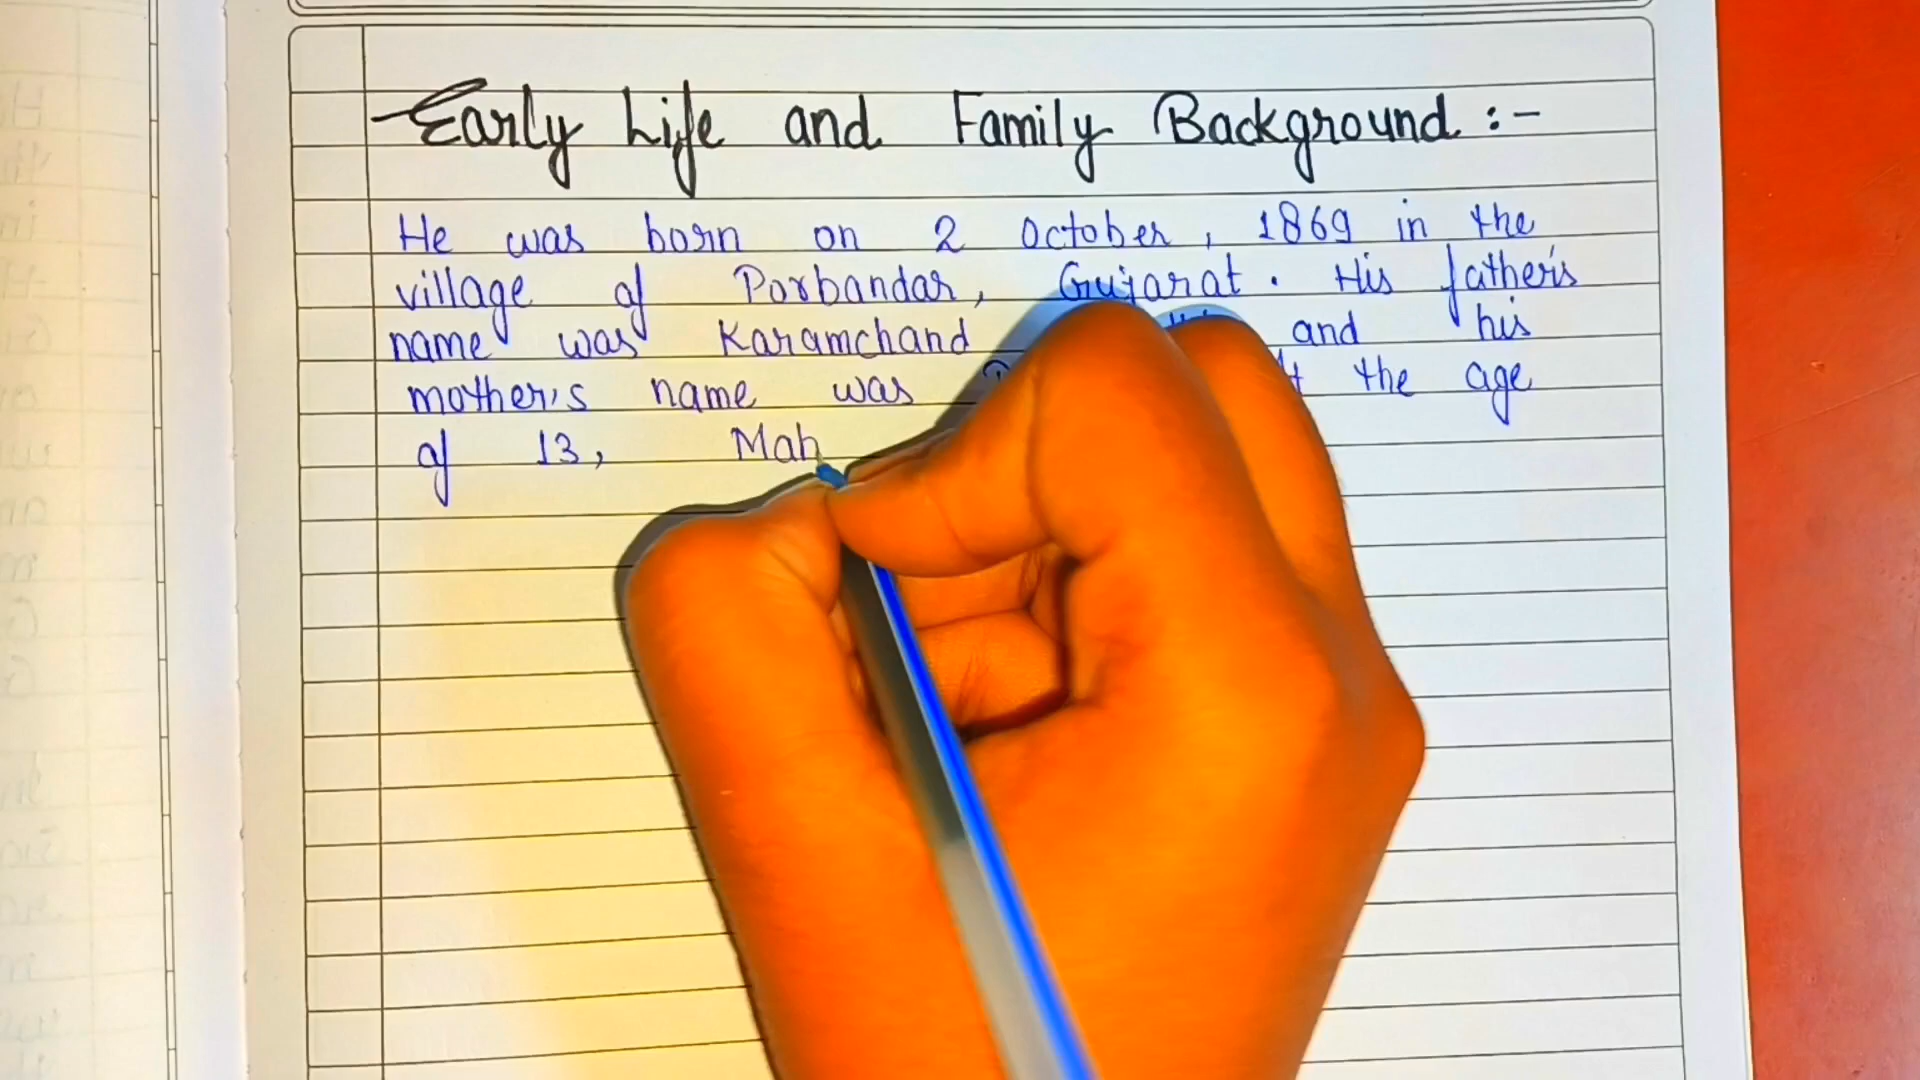 Early Life and Family Background :-
He was born on 2 October, 1869 in the
village of Porbandar, Gujarat. His father's
name was Karamchand and his
mother's name was the age
of 13, Mah